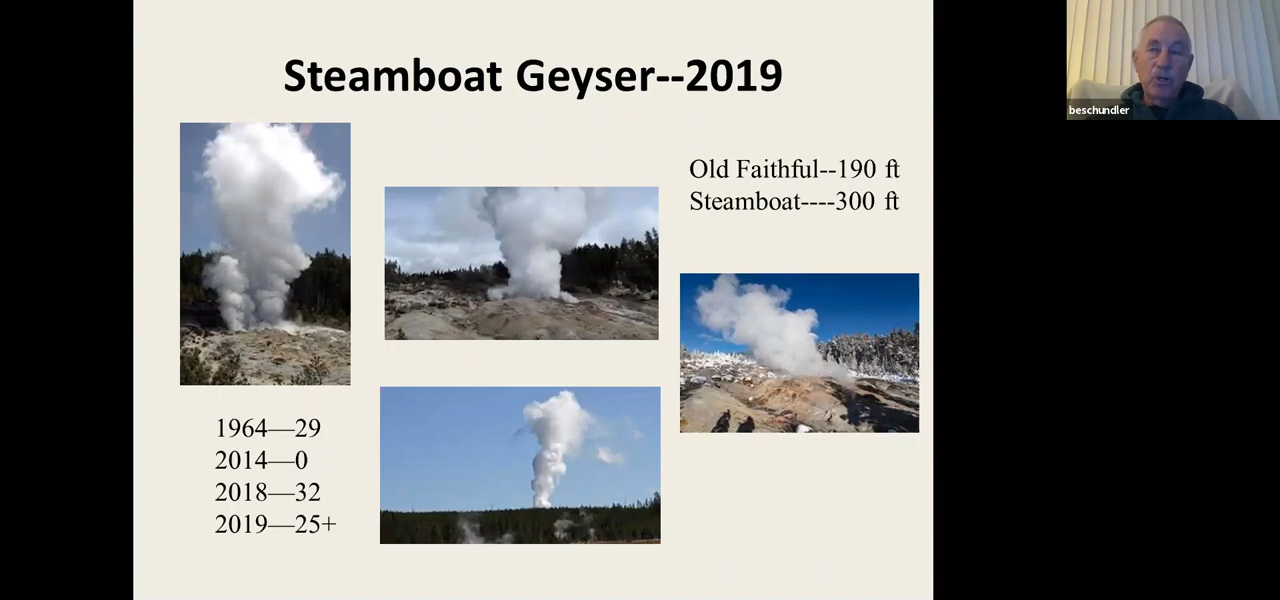 Steamboat Geyser--2019
Old Faithful--190 ft
Steamboat----300 ft
1964—29
2014—0
2018—32
2019—25+
beschundler